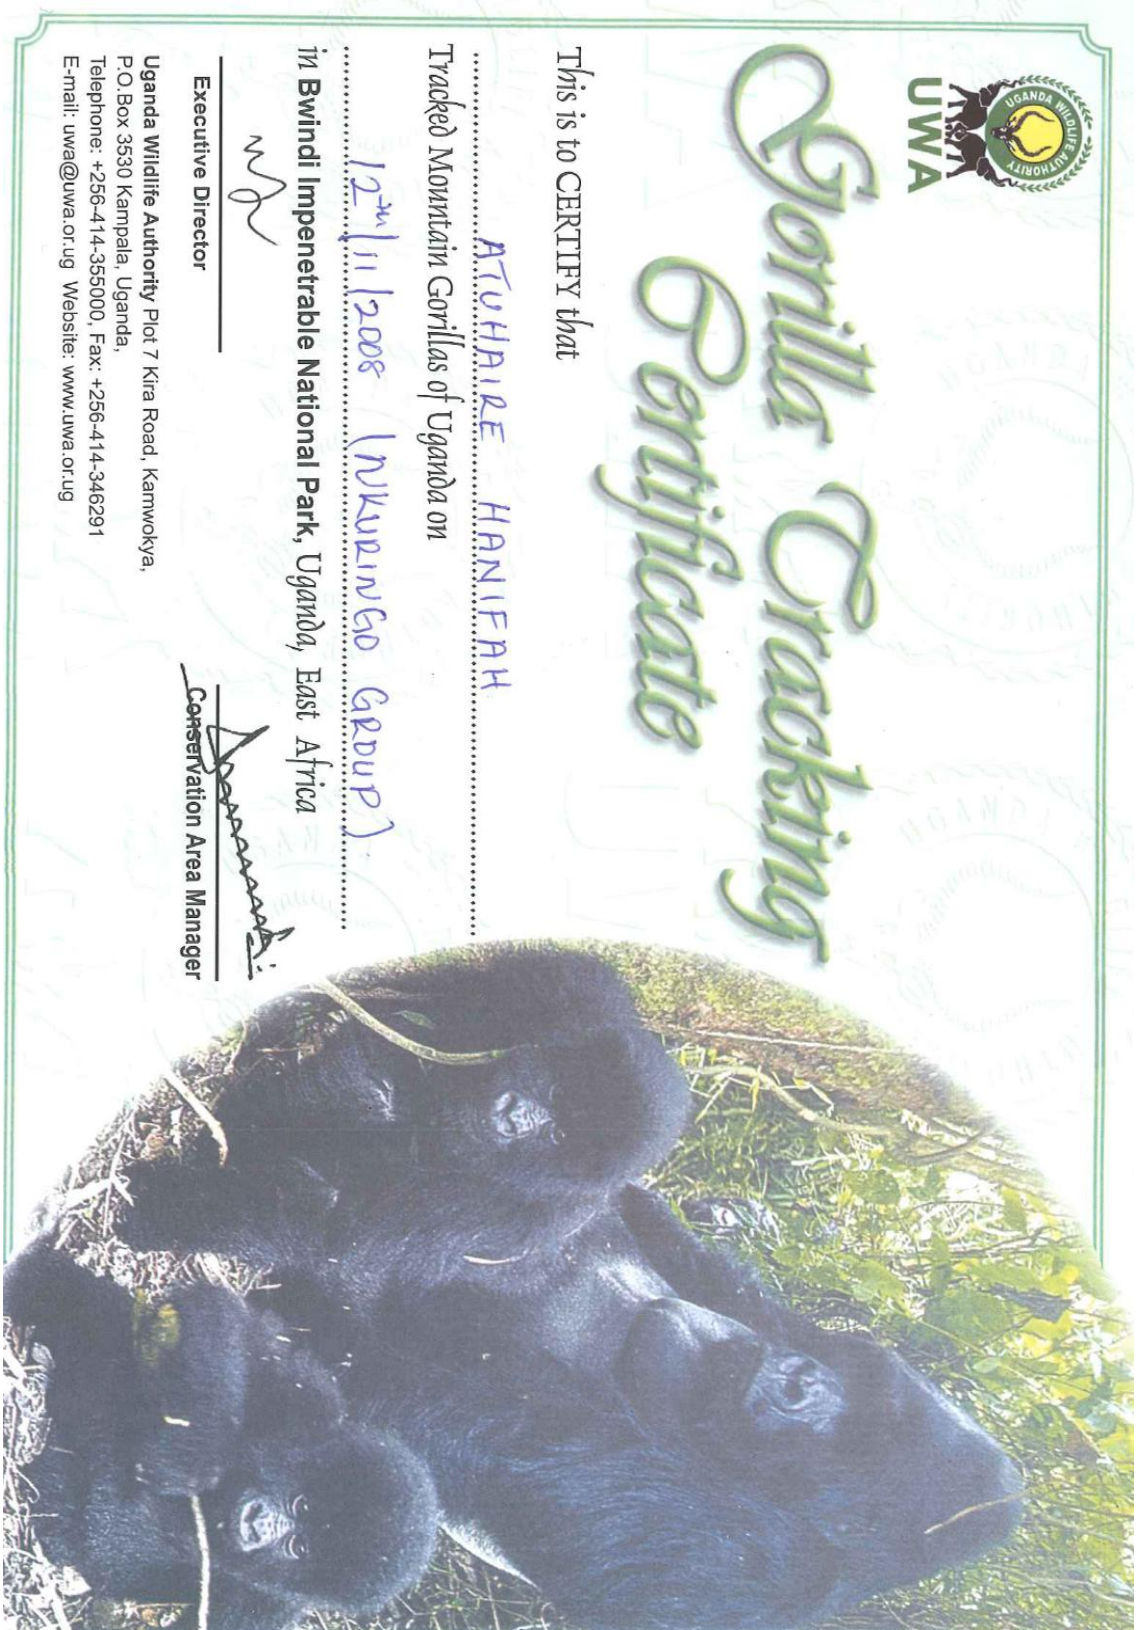 UGANDA WILDLIFE AUTHORITY
UWA
Gorilla Tracking
Certificate
This is to CERTIFY that
ATUHAIRE HANIFAH
Tracked Mountain Gorillas of Uganda on
12TH/11/2008 (NKURINGO GROUP)
in Bwindi Impenetrable National Park, Uganda, East Africa
Executive Director
Conservation Area Manager
Uganda Wildlife Authority Plot 7 Kira Road, Kamwokya,
P.O.Box 3530 Kampala, Uganda,
Telephone: +256-414-355000, Fax: +256-414-346291
E-mail: uwa@uwa.or.ug Website: www.uwa.or.ug